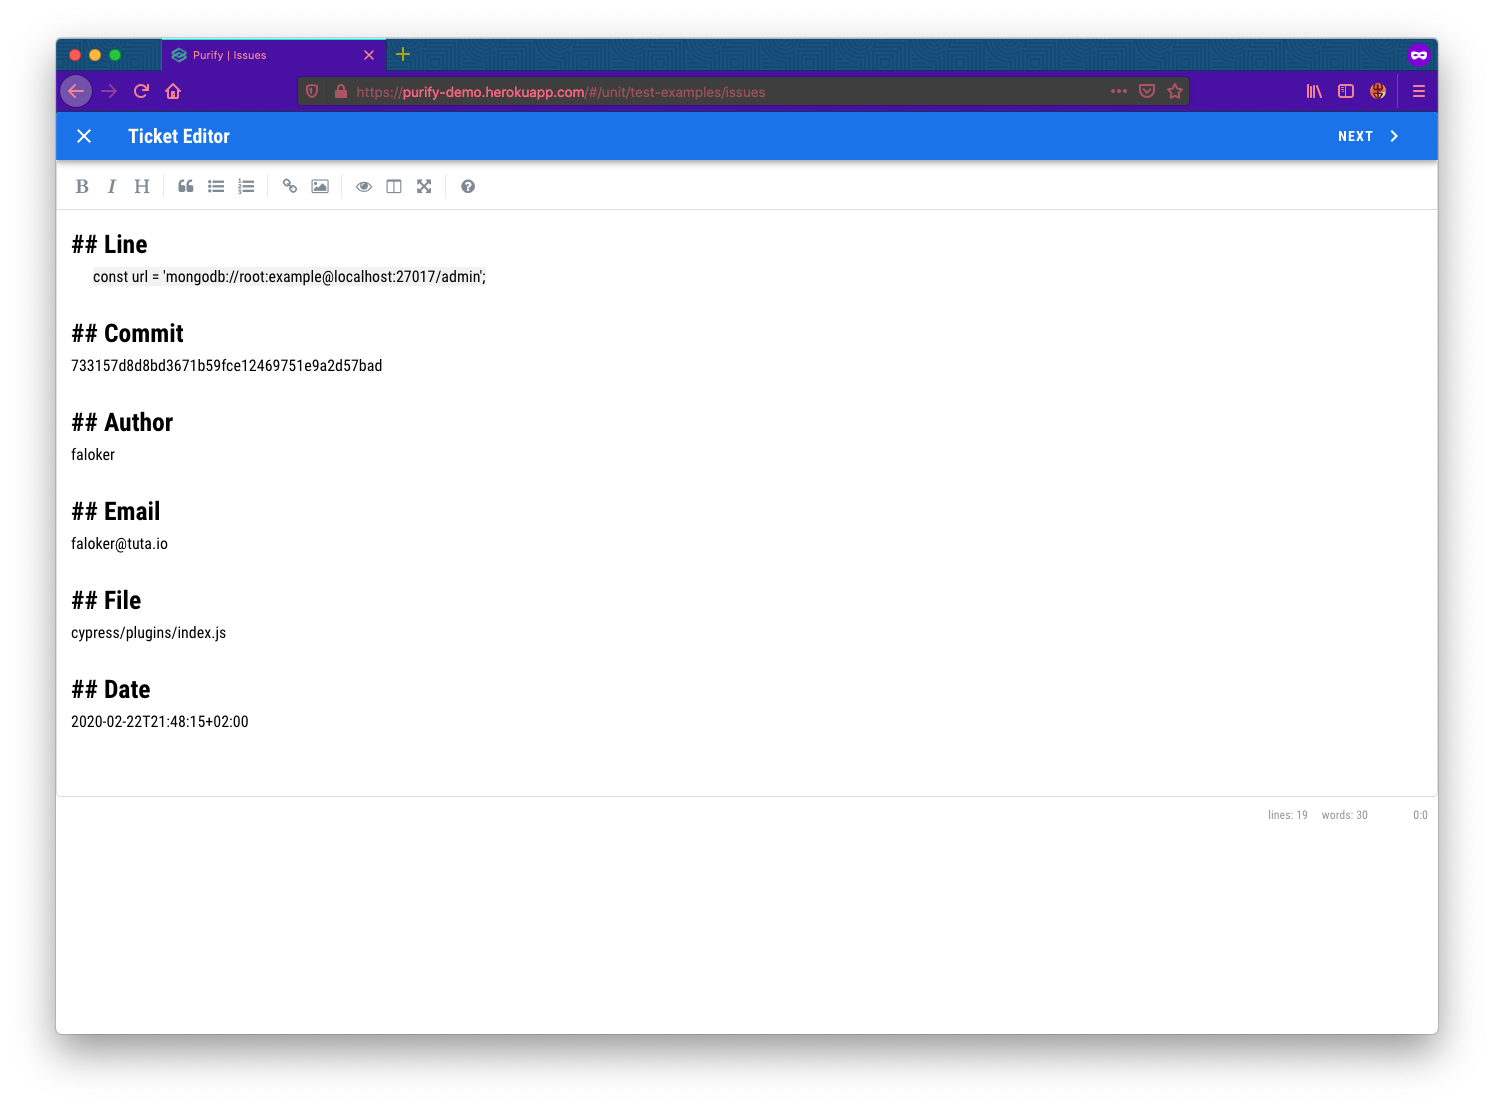 Purify | Issues
https://purify-demo.herokuapp.com/#/unit/test-examples/issues
Ticket Editor
NEXT
B I H
## Line
const url = 'mongodb://root:example@localhost:27017/admin';
## Commit
733157d8d8bd3671b59fce12469751e9a2d57bad
## Author
faloker
## Email
faloker@tuta.io
## File
cypress/plugins/index.js
## Date
2020-02-22T21:48:15+02:00
lines: 19 words: 30 0:0